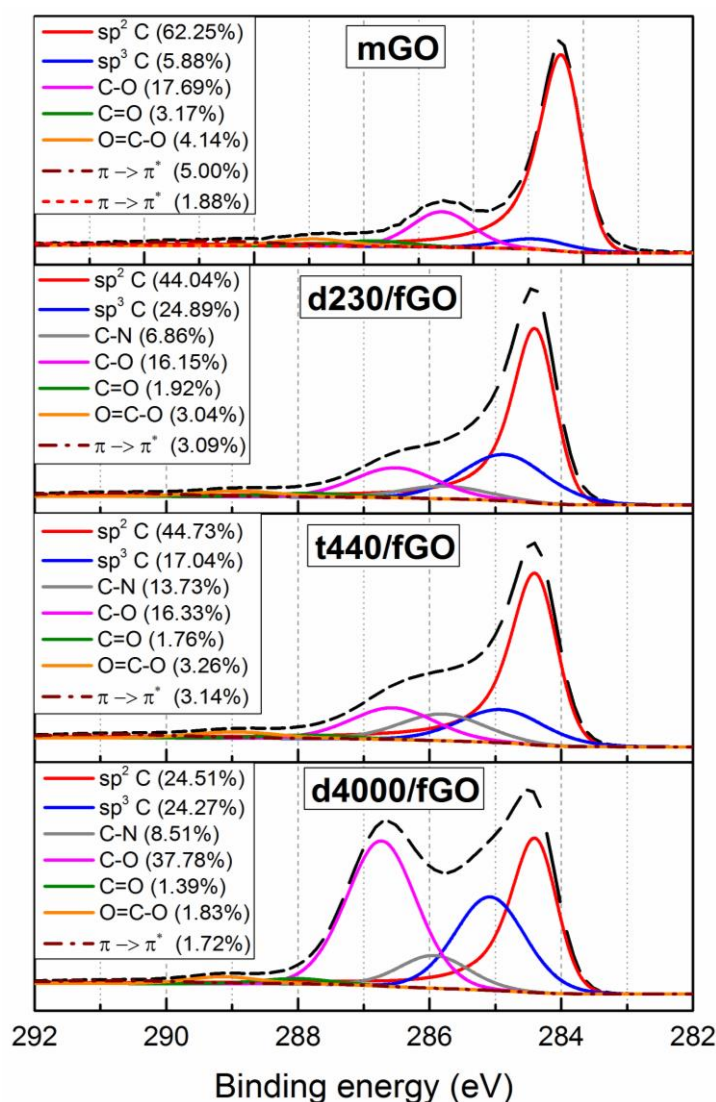 mGO
sp² C (62.25%)
sp³ C (5.88%)
C-O (17.69%)
C=O (3.17%)
O=C-O (4.14%)
π −> π* (5.00%)
π −> π* (1.88%)
d230/fGO
sp² C (44.04%)
sp³ C (24.89%)
C-N (6.86%)
C-O (16.15%)
C=O (1.92%)
O=C-O (3.04%)
π −> π* (3.09%)
t440/fGO
sp² C (44.73%)
sp³ C (17.04%)
C-N (13.73%)
C-O (16.33%)
C=O (1.76%)
O=C-O (3.26%)
π −> π* (3.14%)
d4000/fGO
sp² C (24.51%)
sp³ C (24.27%)
C-N (8.51%)
C-O (37.78%)
C=O (1.39%)
O=C-O (1.83%)
π −> π* (1.72%)
292 290 288 286 284 282
Binding energy (eV)